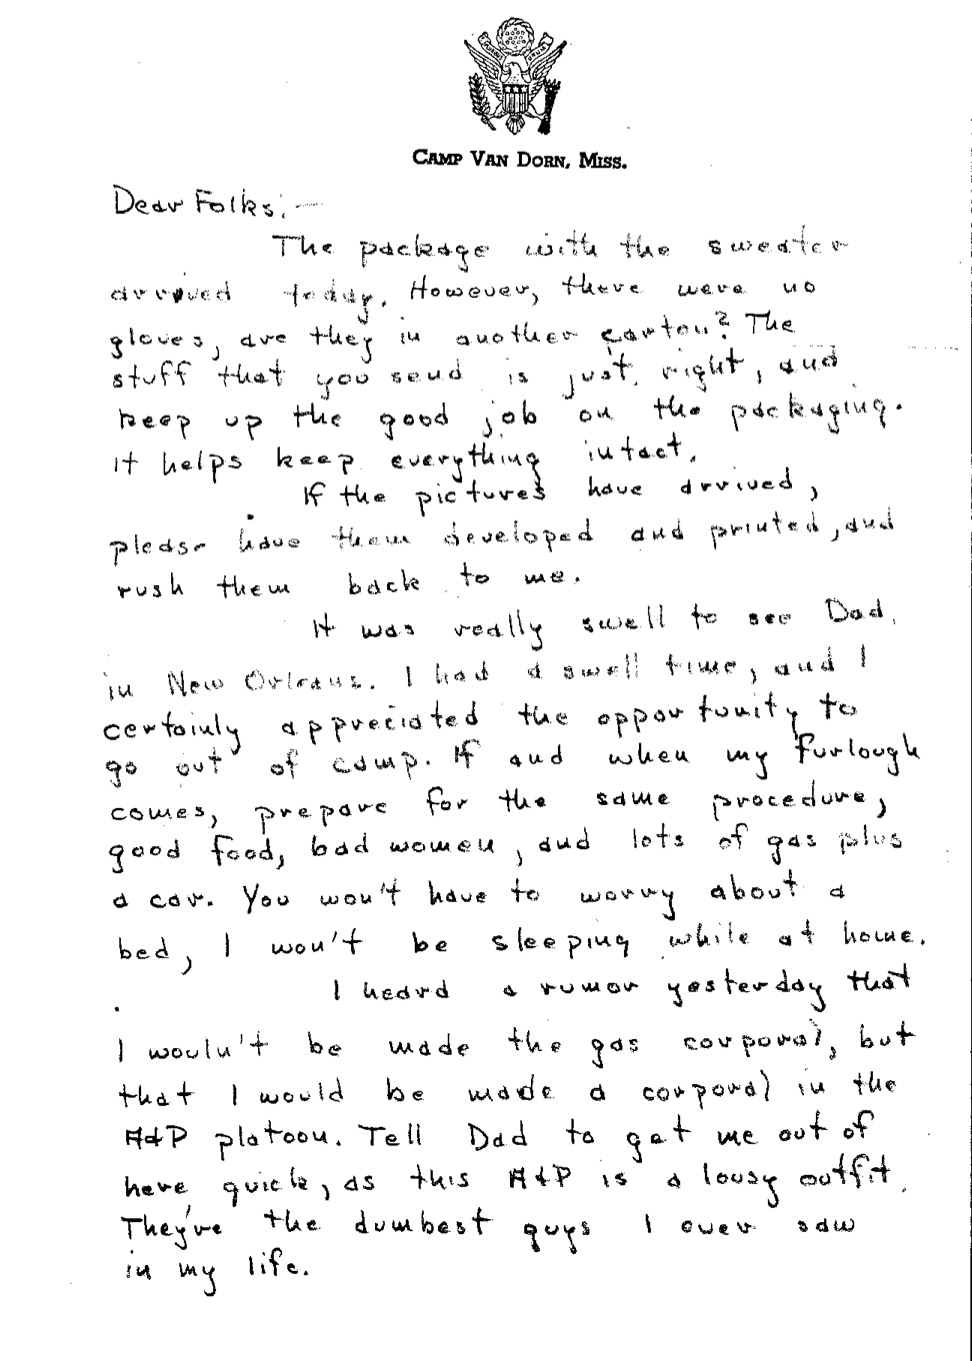 CAMP VAN DORN, MISS.
Dear Folks:—
The package with the sweater
arrived today. However, there were no
gloves, are they in another carton? The
stuff that you send is just right, and
keep up the good job on the packaging.
It helps keep everything intact.
If the pictures have arrived,
please have them developed and printed, and
rush them back to me.
It was really swell to see Dad
in New Orleans. I had a swell time, and I
certainly appreciated the opportunity to
go out of camp. If and when my furlough
comes, prepare for the same procedure,
good food, bad women, and lots of gas plus
a car. You won't have to worry about a
bed, I won't be sleeping while at home.
I heard a rumor yesterday that
I wouln't be made the gas corporal, but
that I would be made a corporal in the
A&P platoon. Tell Dad to get me out of
here quick, as this A&P is a lousy outfit.
They're the dumbest guys I ever saw
in my life.